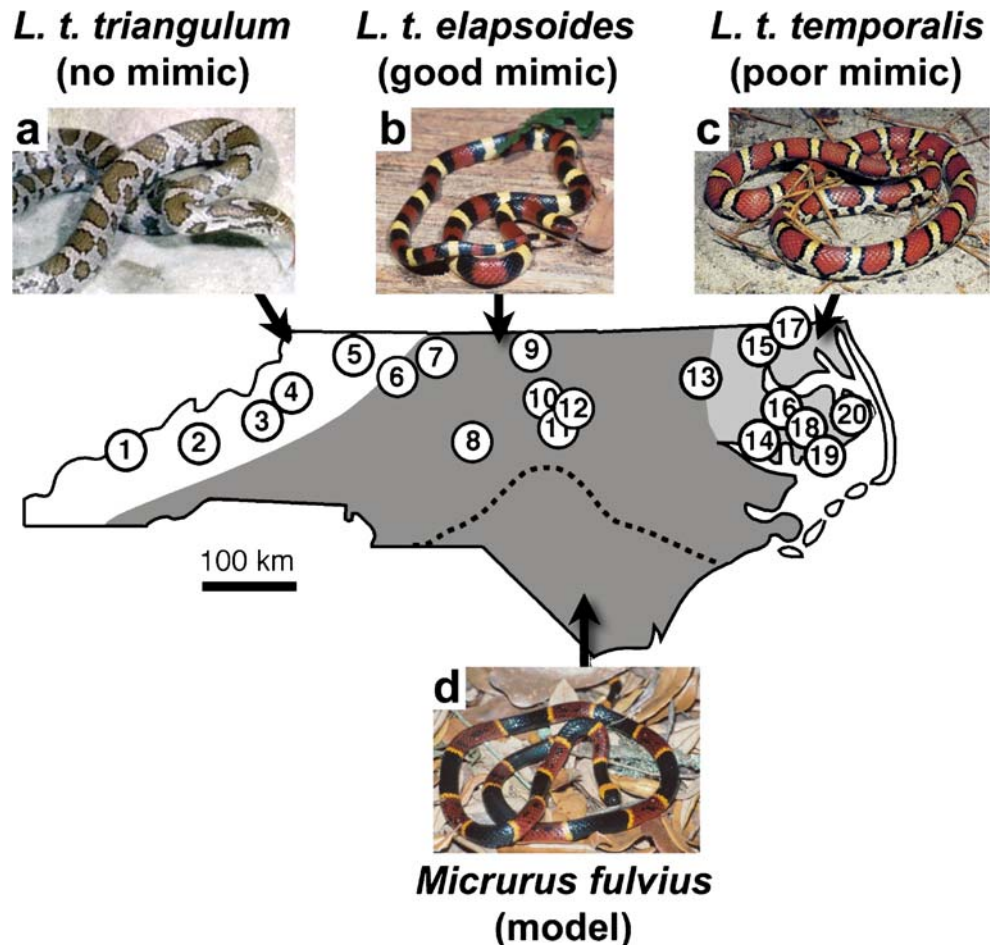 L. t. triangulum
(no mimic)
L. t. elapsoides
(good mimic)
L. t. temporalis
(poor mimic)
a
b
c
1
2
3
4
5
6
7
8
9
10
11
12
13
14
15
16
17
18
19
20
100 km
d
Micrurus fulvius
(model)